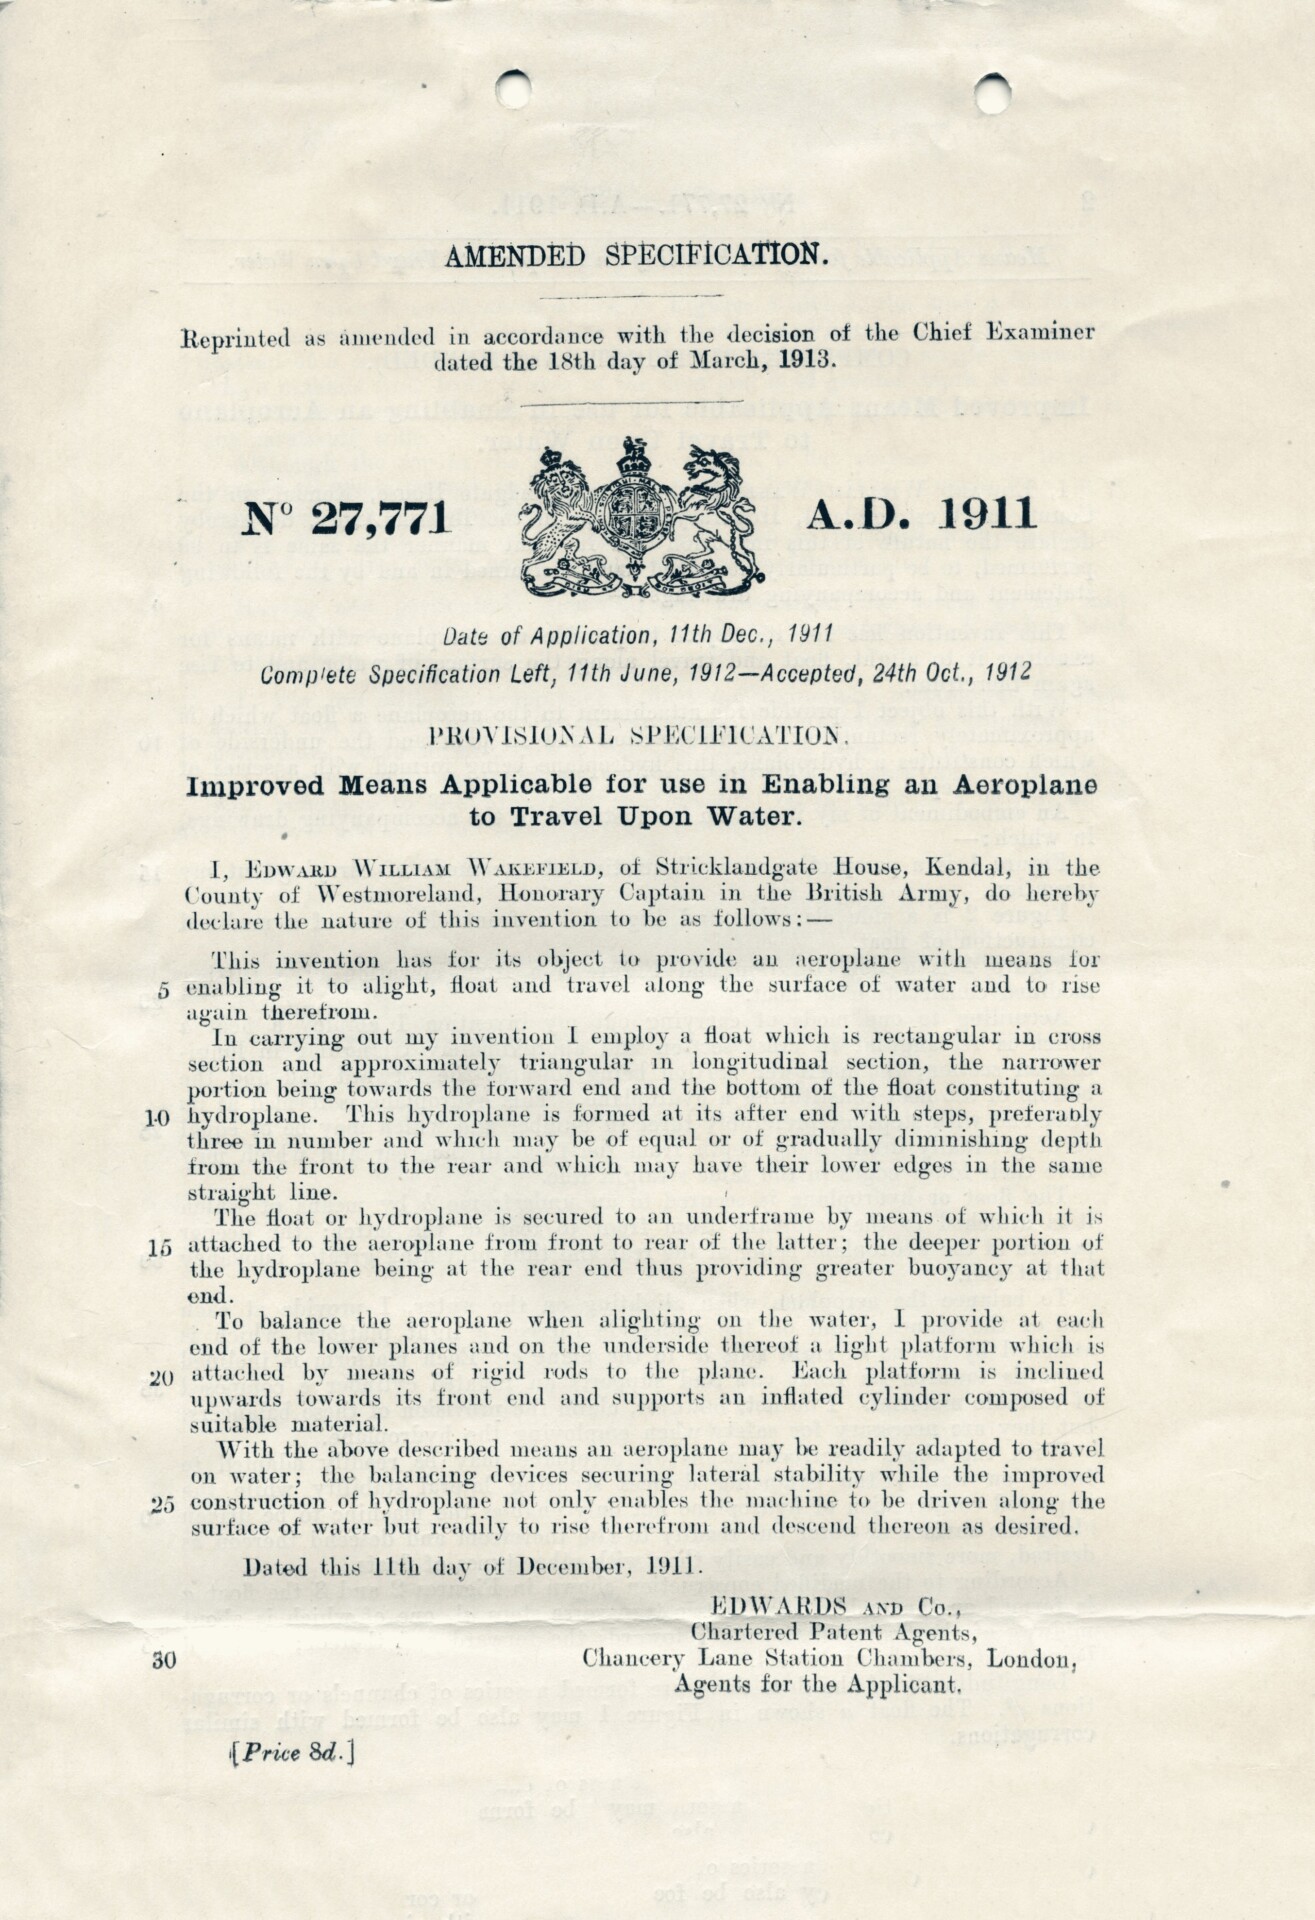 AMENDED SPECIFICATION.
Reprinted as amended in accordance with the decision of the Chief Examiner
dated the 18th day of March, 1913.
Nº 27,771
A.D. 1911
Date of Application, 11th Dec., 1911
Complete Specification Left, 11th June, 1912—Accepted, 24th Oct., 1912
PROVISIONAL SPECIFICATION.
Improved Means Applicable for use in Enabling an Aeroplane
to Travel Upon Water.
I, EDWARD WILLIAM WAKEFIELD, of Stricklandgate House, Kendal, in the
County of Westmoreland, Honorary Captain in the British Army, do hereby
declare the nature of this invention to be as follows:—
This invention has for its object to provide an aeroplane with means for
5 enabling it to alight, float and travel along the surface of water and to rise
again therefrom.
In carrying out my invention I employ a float which is rectangular in cross
section and approximately triangular in longitudinal section, the narrower
portion being towards the forward end and the bottom of the float constituting a
10 hydroplane. This hydroplane is formed at its after end with steps, preferably
three in number and which may be of equal or of gradually diminishing depth
from the front to the rear and which may have their lower edges in the same
straight line.
The float or hydroplane is secured to an underframe by means of which it is
15 attached to the aeroplane from front to rear of the latter; the deeper portion of
the hydroplane being at the rear end thus providing greater buoyancy at that
end.
To balance the aeroplane when alighting on the water, I provide at each
end of the lower planes and on the underside thereof a light platform which is
20 attached by means of rigid rods to the plane. Each platform is inclined
upwards towards its front end and supports an inflated cylinder composed of
suitable material.
With the above described means an aeroplane may be readily adapted to travel
on water; the balancing devices securing lateral stability while the improved
25 construction of hydroplane not only enables the machine to be driven along the
surface of water but readily to rise therefrom and descend thereon as desired.
Dated this 11th day of December, 1911.
EDWARDS AND Co.,
Chartered Patent Agents,
30 Chancery Lane Station Chambers, London,
Agents for the Applicant.
[Price 8d.]